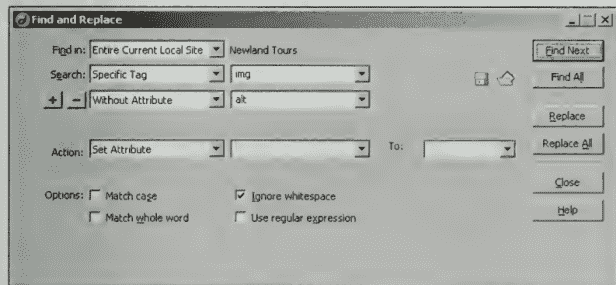 Find and Replace
Find in: Entire Current Local Site Newland Tours
Find Next
Search: Specific Tag img
Find All
+ - Without Attribute alt
Replace
Action: Set Attribute To:
Replace All
Options: Match case Ignore whitespace
Close
Match whole word Use regular expression
Help